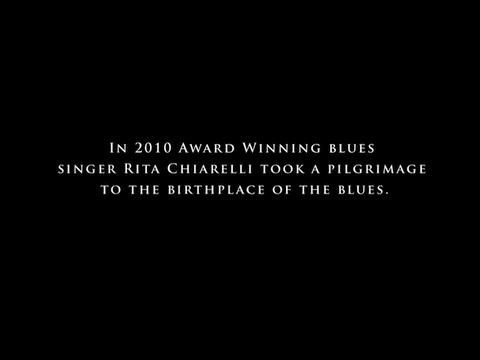 In 2010 Award Winning blues
singer Rita Chiarelli took a pilgrimage
to the birthplace of the blues.